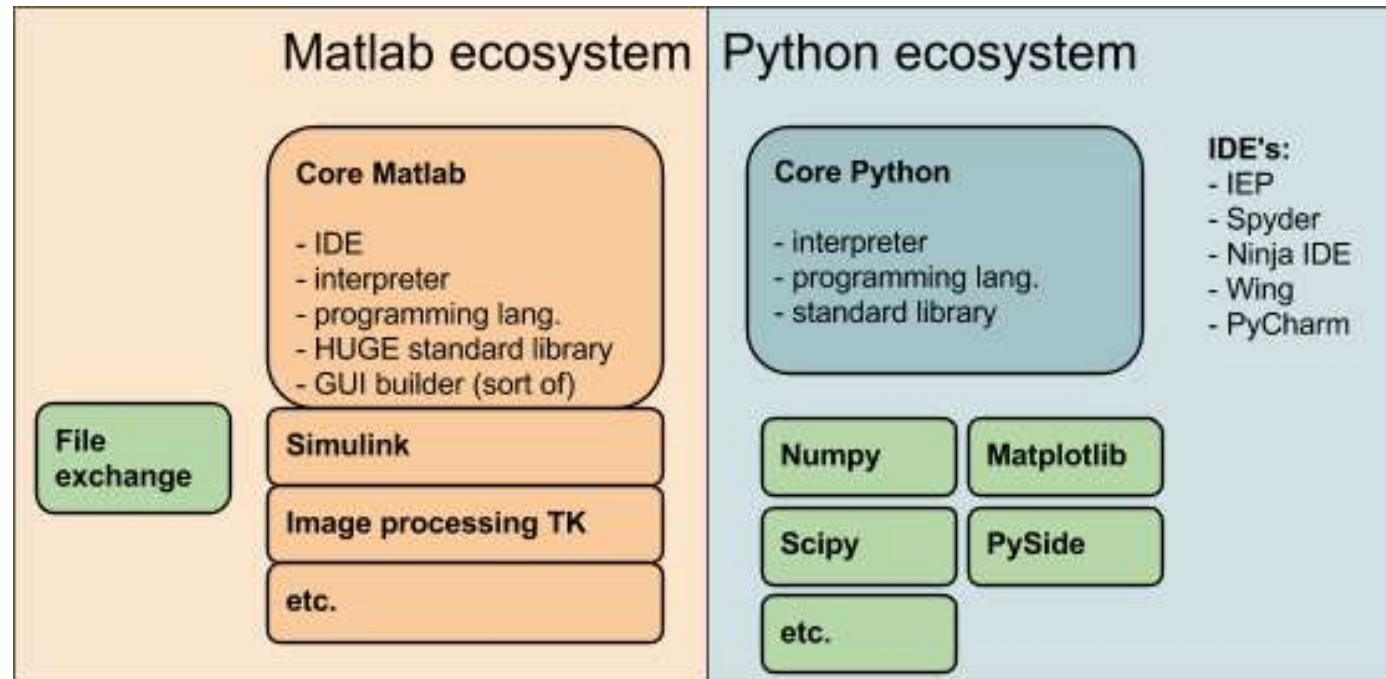 Matlab ecosystem
Core Matlab
- IDE
- interpreter
- programming lang.
- HUGE standard library
- GUI builder (sort of)
File
exchange
Simulink
Image processing TK
etc.
Python ecosystem
Core Python
- interpreter
- programming lang.
- standard library
IDE's:
- IEP
- Spyder
- Ninja IDE
- Wing
- PyCharm
Numpy
Matplotlib
Scipy
PySide
etc.